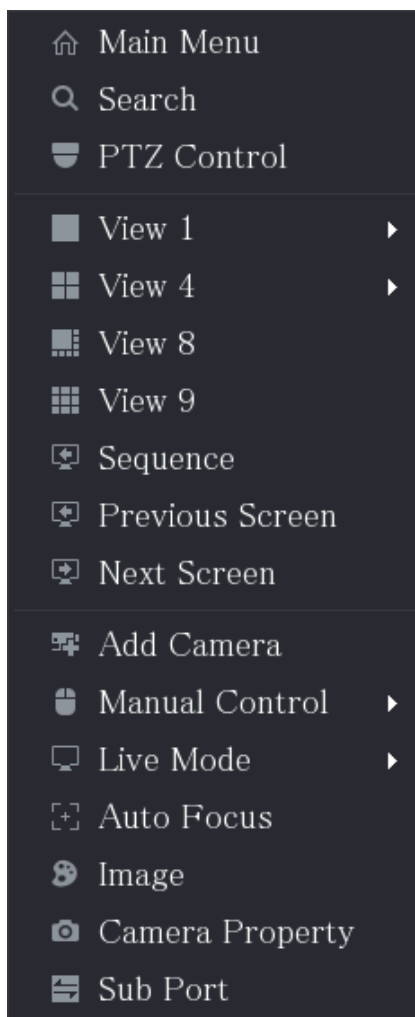 Main Menu
Search
PTZ Control
View 1
View 4
View 8
View 9
Sequence
Previous Screen
Next Screen
Add Camera
Manual Control
Live Mode
Auto Focus
Image
Camera Property
Sub Port